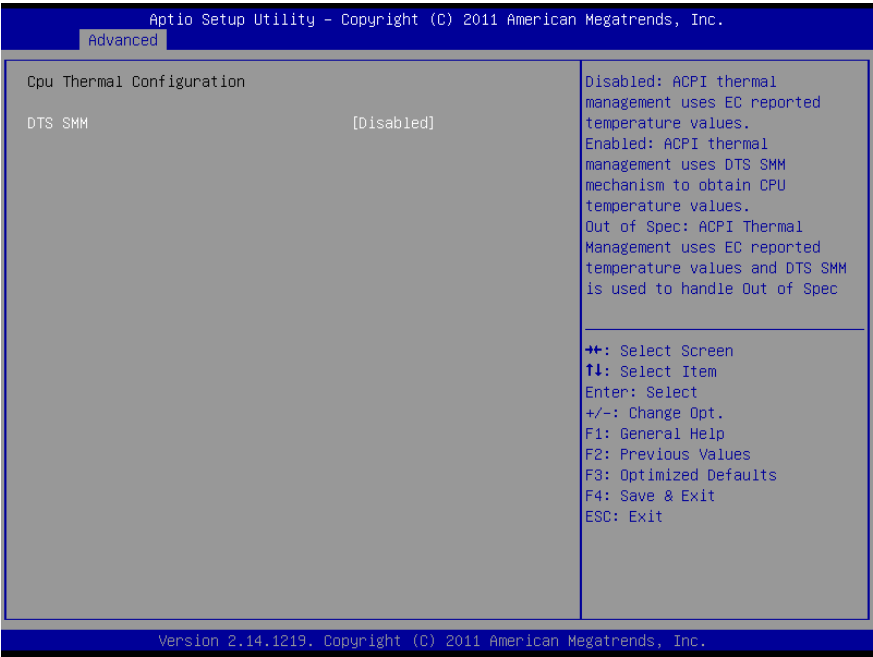 Aptio Setup Utility – Copyright (C) 2011 American Megatrends, Inc.
Advanced
Cpu Thermal Configuration
DTS SMM [Disabled]
Disabled: ACPI thermal
management uses EC reported
temperature values.
Enabled: ACPI thermal
management uses DTS SMM
mechanism to obtain CPU
temperature values.
Out of Spec: ACPI Thermal
Management uses EC reported
temperature values and DTS SMM
is used to handle Out of Spec
→←: Select Screen
↑↓: Select Item
Enter: Select
+/-: Change Opt.
F1: General Help
F2: Previous Values
F3: Optimized Defaults
F4: Save & Exit
ESC: Exit
Version 2.14.1219. Copyright (C) 2011 American Megatrends, Inc.